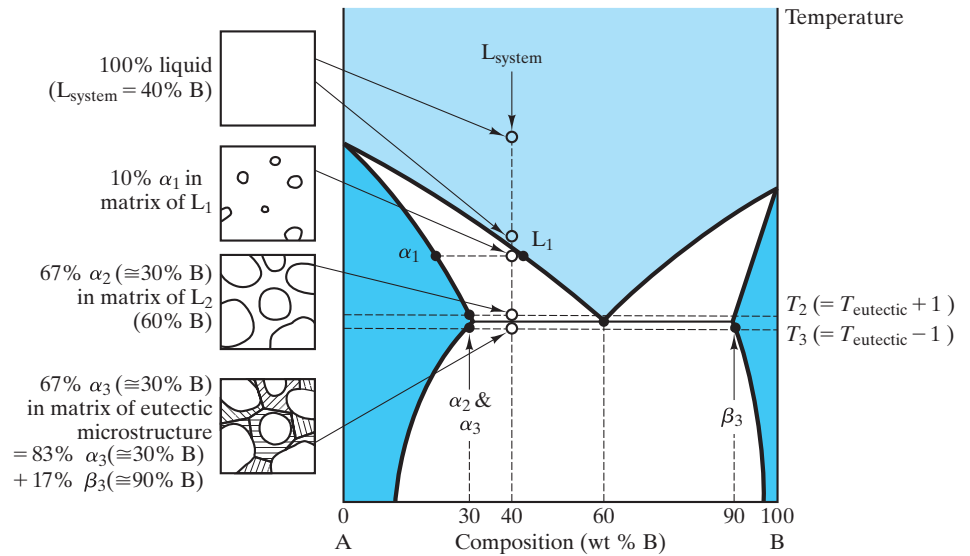 Temperature
100% liquid
(L_system = 40% B)
L_system
10% α₁ in
matrix of L₁
α₁
L₁
67% α₂(≅30% B)
in matrix of L₂
(60% B)
T₂ (= T_eutectic + 1)
T₃ (= T_eutectic − 1)
67% α₃(≅30% B)
in matrix of eutectic
microstructure
= 83% α₃(≅30% B)
+ 17% β₃(≅90% B)
α₂ &
α₃
β₃
0 30 40 60 90 100
A Composition (wt % B) B